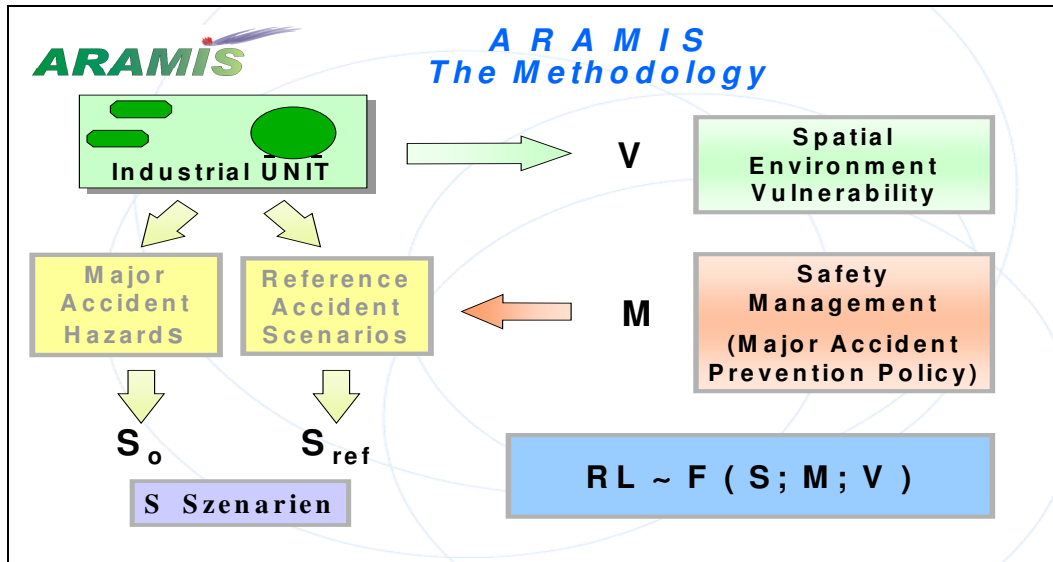 ARAMIS
A R A M I S
The Methodology
Industrial UNIT
V
Spatial
Environment
Vulnerability
Major
Accident
Hazards
Reference
Accident
Scenarios
M
Safety
Management
(Major Accident
Prevention Policy)
So
Sref
S Szenarien
RL ~ F ( S; M; V )